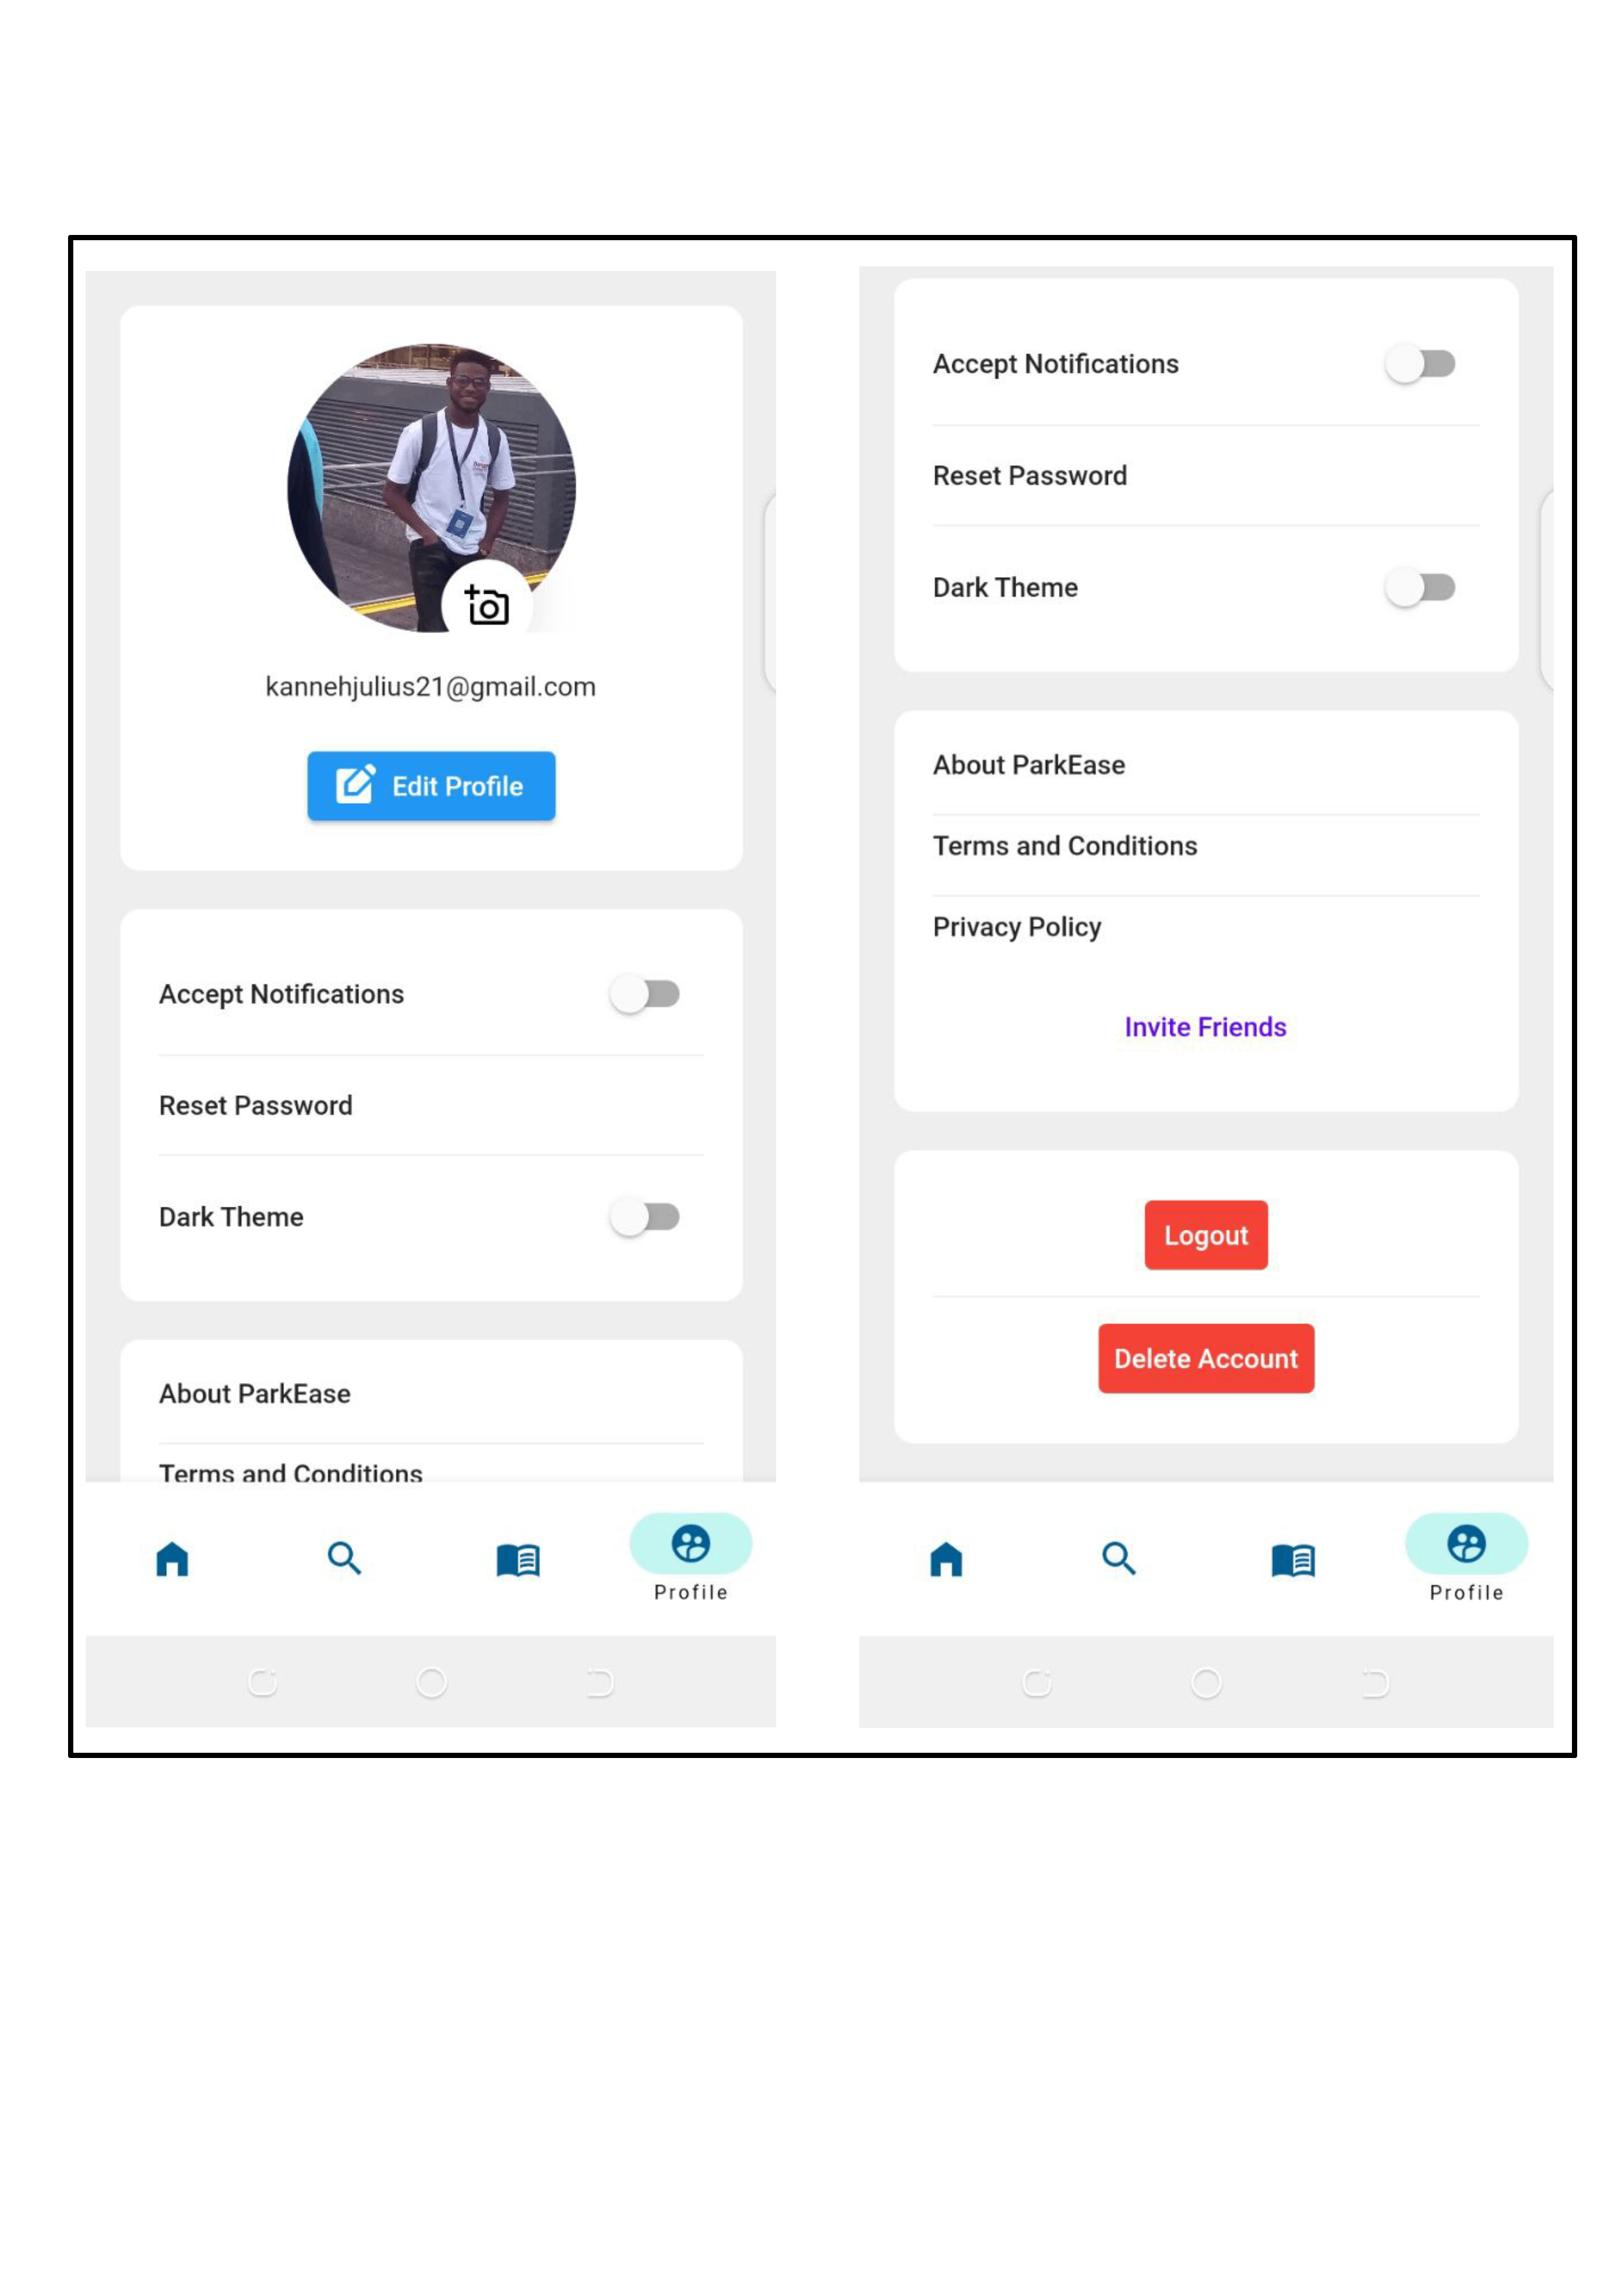 kannehjulius21@gmail.com
Edit Profile
Accept Notifications
Reset Password
Dark Theme
About ParkEase
Terms and Conditions
Profile
Accept Notifications
Reset Password
Dark Theme
About ParkEase
Terms and Conditions
Privacy Policy
Invite Friends
Logout
Delete Account
Profile